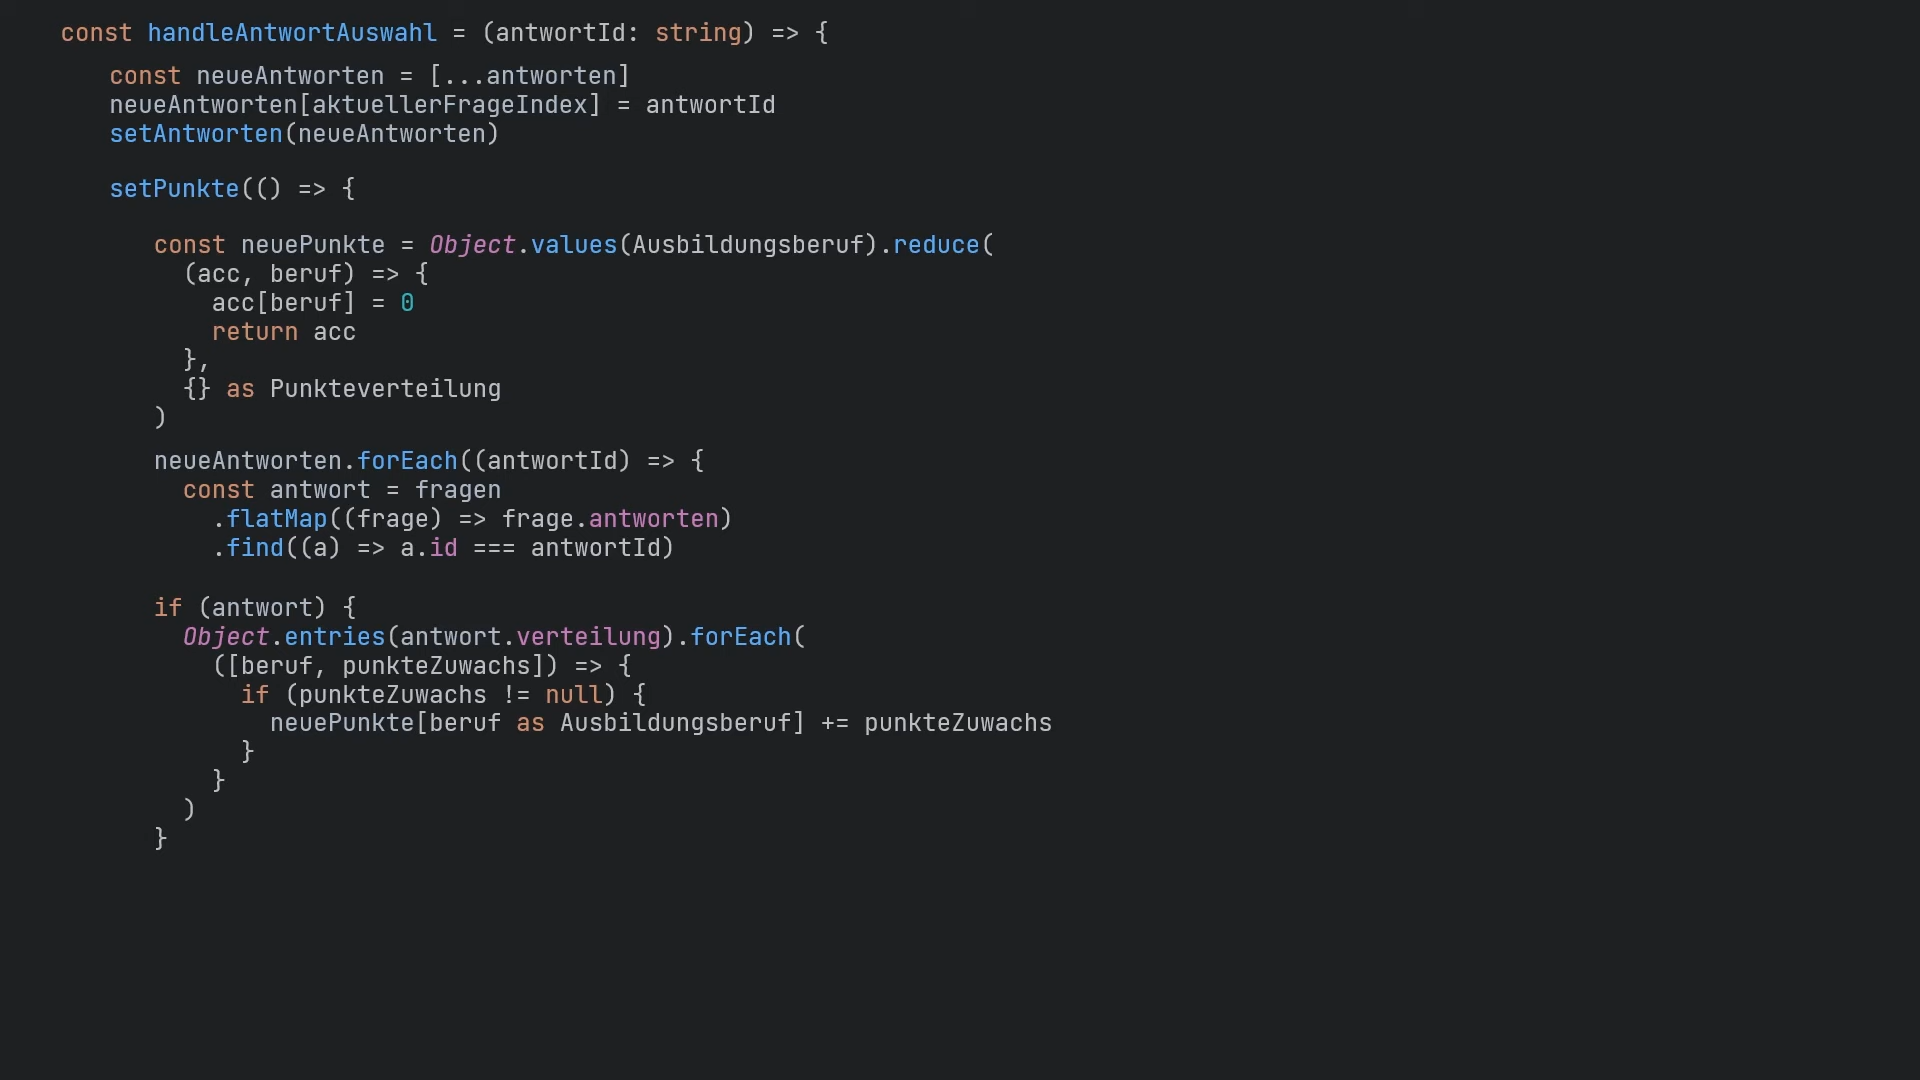 const handleAntwortAuswahl = (antwortId: string) => {
const neueAntworten = [...antworten]
neueAntworten[aktuellerFrageIndex] = antwortId
setAntworten(neueAntworten)
setPunkte(() => {
const neuePunkte = Object.values(Ausbildungsberuf).reduce(
(acc, beruf) => {
acc[beruf] = 0
return acc
},
{} as Punkteverteilung
)
neueAntworten.forEach((antwortId) => {
const antwort = fragen
.flatMap((frage) => frage.antworten)
.find((a) => a.id === antwortId)
if (antwort) {
Object.entries(antwort.verteilung).forEach(
([beruf, punkteZuwachs]) => {
if (punkteZuwachs != null) {
neuePunkte[beruf as Ausbildungsberuf] += punkteZuwachs
}
}
)
}